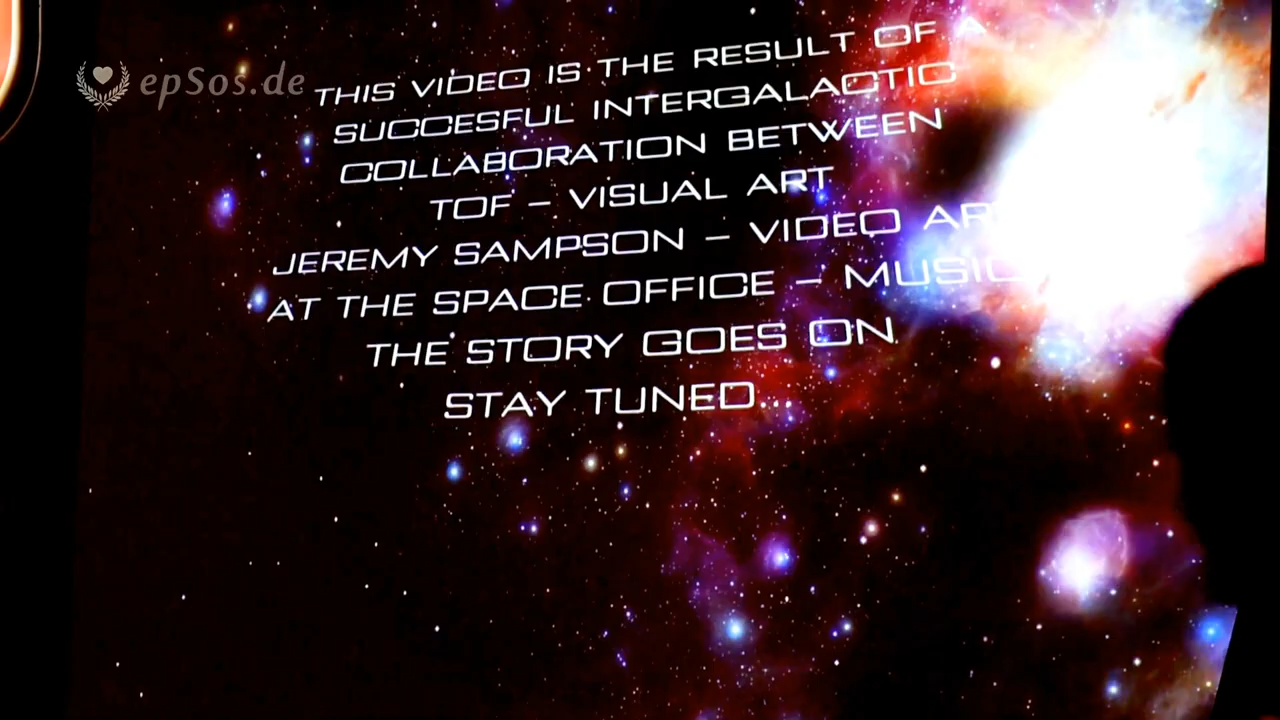 epSos.de
THIS VIDEO IS THE RESULT OF A
SUCCESFUL INTERGALACTIC
COLLABORATION BETWEEN
TOF – VISUAL ART
JEREMY SAMPSON – VIDEO AR
AT THE SPACE OFFICE – MUSIC
THE STORY GOES ON
STAY TUNED...